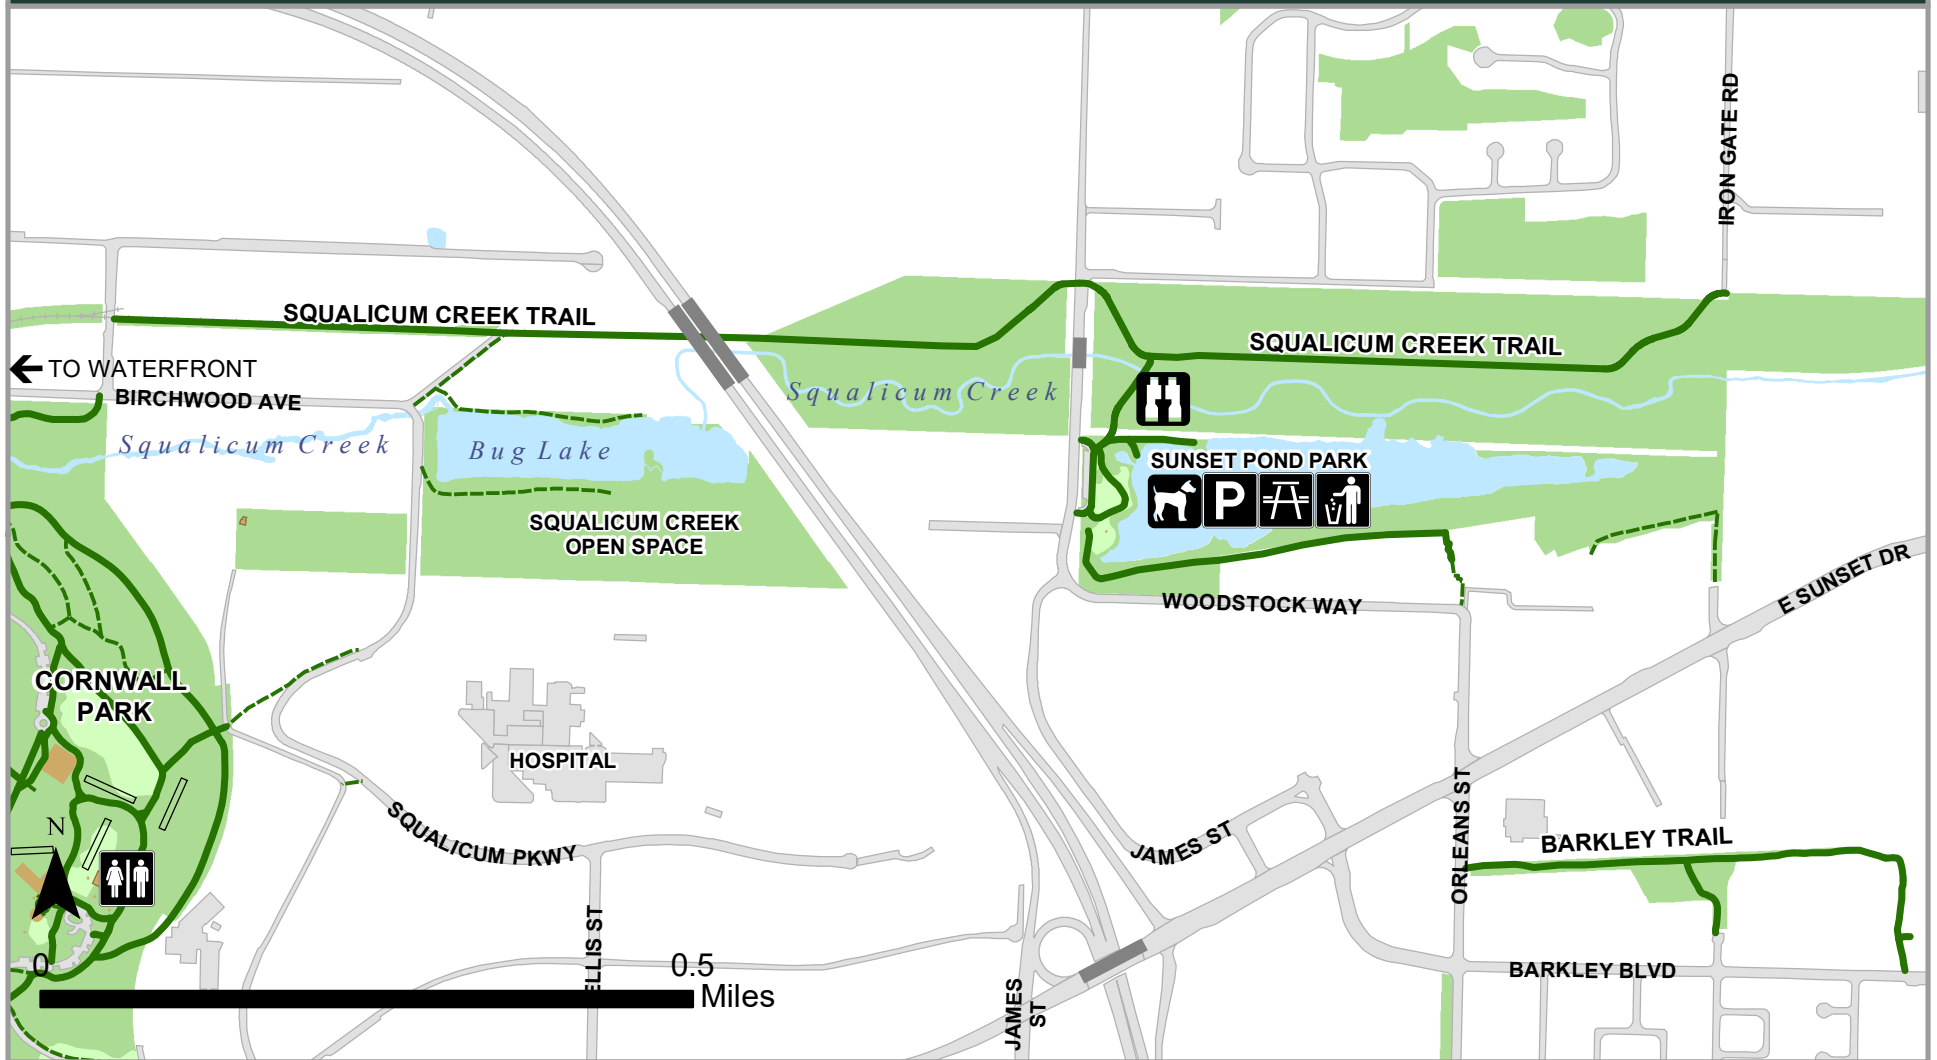 IRON GATE RD
SQUALICUM CREEK TRAIL
SQUALICUM CREEK TRAIL
TO WATERFRONT
BIRCHWOOD AVE
Squalicum Creek
Squalicum Creek
Bug Lake
SUNSET POND PARK
P
SQUALICUM CREEK
OPEN SPACE
E SUNSET DR
WOODSTOCK WAY
CORNWALL
PARK
HOSPITAL
ORLEANS ST
N
SQUALICUM PKWY
JAMES ST
BARKLEY TRAIL
ELLIS ST
0
0.5
Miles
JAMES
ST
BARKLEY BLVD